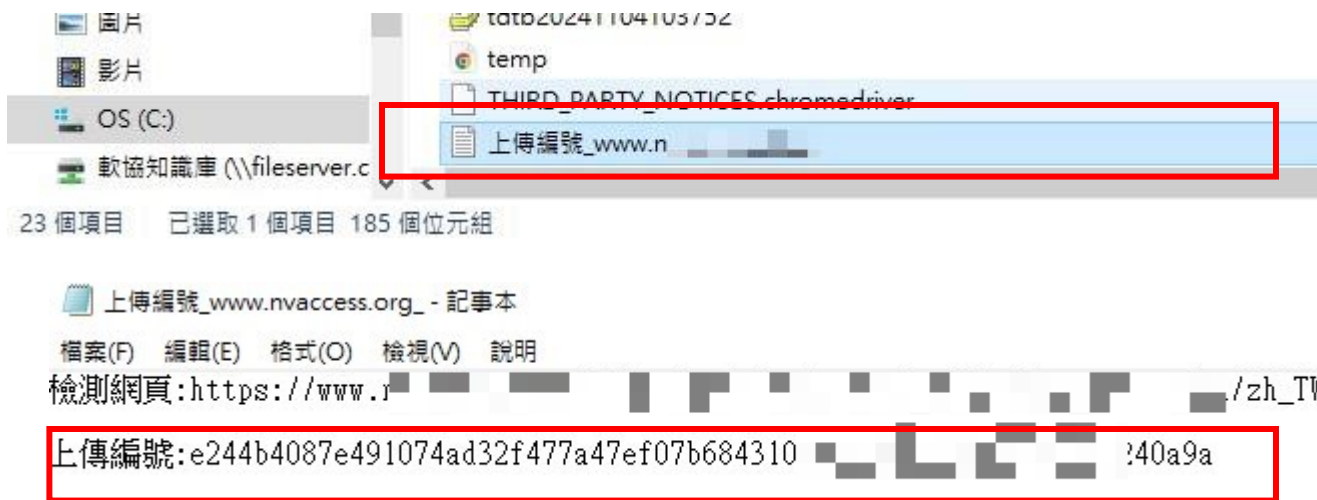 圖片
tdtb20241104103752
影片
temp
THIRD_PARTY_NOTICES.chromedriver
OS (C:)
上傳編號_www.n
軟協知識庫 (\\fileserver.c
23 個項目 已選取 1 個項目 185 個位元組
上傳編號_www.nvaccess.org_ - 記事本
檔案(F) 編輯(E) 格式(O) 檢視(V) 說明
檢測網頁:https://www. /zh_TW
上傳編號:e244b4087e491074ad32f477a47ef07b684310 240a9a